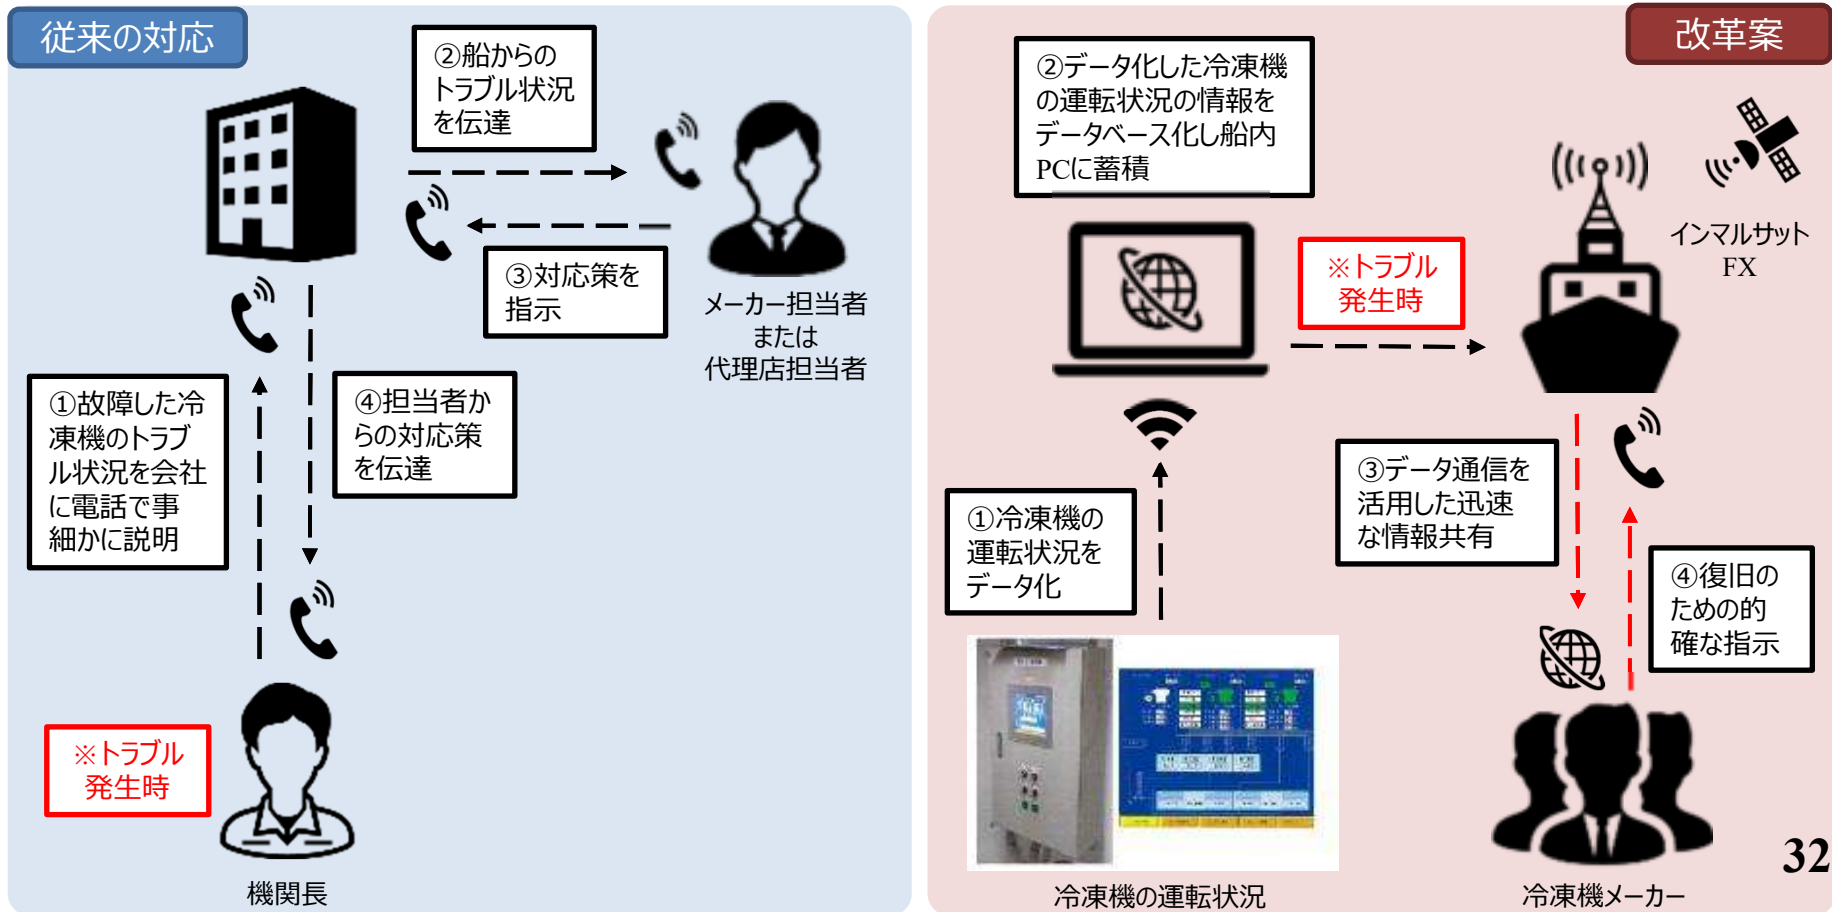 従来の対応
②船からの
トラブル状況
を伝達
③対応策を
指示
メーカー担当者
または
代理店担当者
①故障した冷
凍機のトラブ
ル状況を会社
に電話で事
細かに説明
④担当者か
らの対応策
を伝達
※トラブル
発生時
機関長
改革案
②データ化した冷凍機
の運転状況の情報を
データベース化し船内
PCに蓄積
インマルサット
FX
※トラブル
発生時
①冷凍機の
運転状況を
データ化
③データ通信を
活用した迅速
な情報共有
④復旧の
ための的
確な指示
冷凍機の運転状況
冷凍機メーカー
32